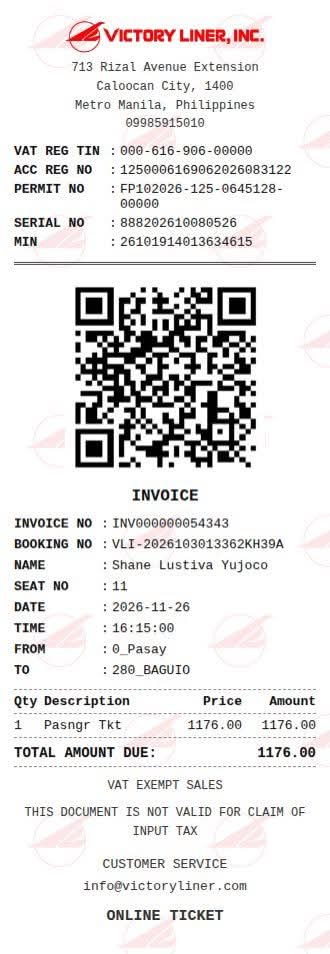 VICTORY LINER, INC.
713 Rizal Avenue Extension
Caloocan City, 1400
Metro Manila, Philippines
09985915010
VAT REG TIN : 000-616-906-00000
ACC REG NO : 1250006169062026083122
PERMIT NO : FP102026-125-0645128-
00000
SERIAL NO : 888202610080526
MIN : 26101914013634615
INVOICE
INVOICE NO : INV000000054343
BOOKING NO : VLI-2026103013362KH39A
NAME : Shane Lustiva Yujoco
SEAT NO : 11
DATE : 2026-11-26
TIME : 16:15:00
FROM : 0_Pasay
TO : 280_BAGUIO
Qty Description Price Amount
1 Pasngr Tkt 1176.00 1176.00
TOTAL AMOUNT DUE: 1176.00
VAT EXEMPT SALES
THIS DOCUMENT IS NOT VALID FOR CLAIM OF
INPUT TAX
CUSTOMER SERVICE
info@victoryliner.com
ONLINE TICKET